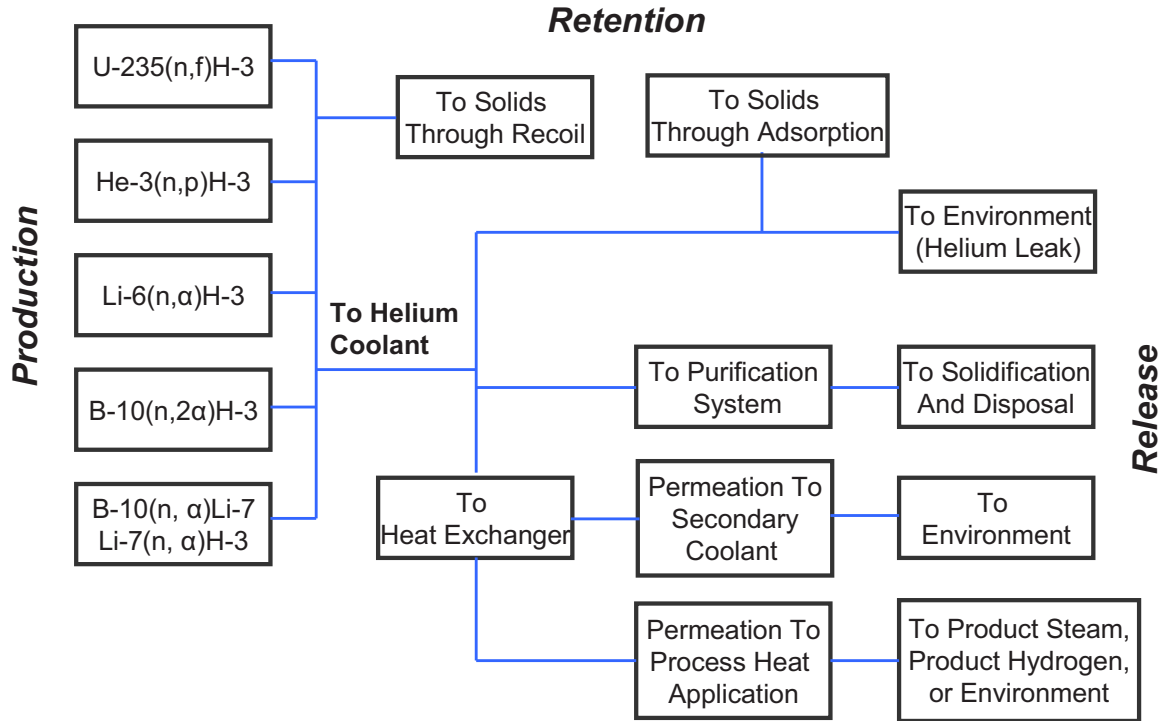 Retention
Production
U-235(n,f)H-3
He-3(n,p)H-3
Li-6(n,α)H-3
B-10(n,2α)H-3
B-10(n, α)Li-7
Li-7(n, α)H-3
To Solids
Through Recoil
To Solids
Through Adsorption
To Environment
(Helium Leak)
To Helium
Coolant
To Purification
System
To Solidification
And Disposal
To
Heat Exchanger
Permeation To
Secondary
Coolant
To
Environment
Permeation To
Process Heat
Application
To Product Steam,
Product Hydrogen,
or Environment
Release